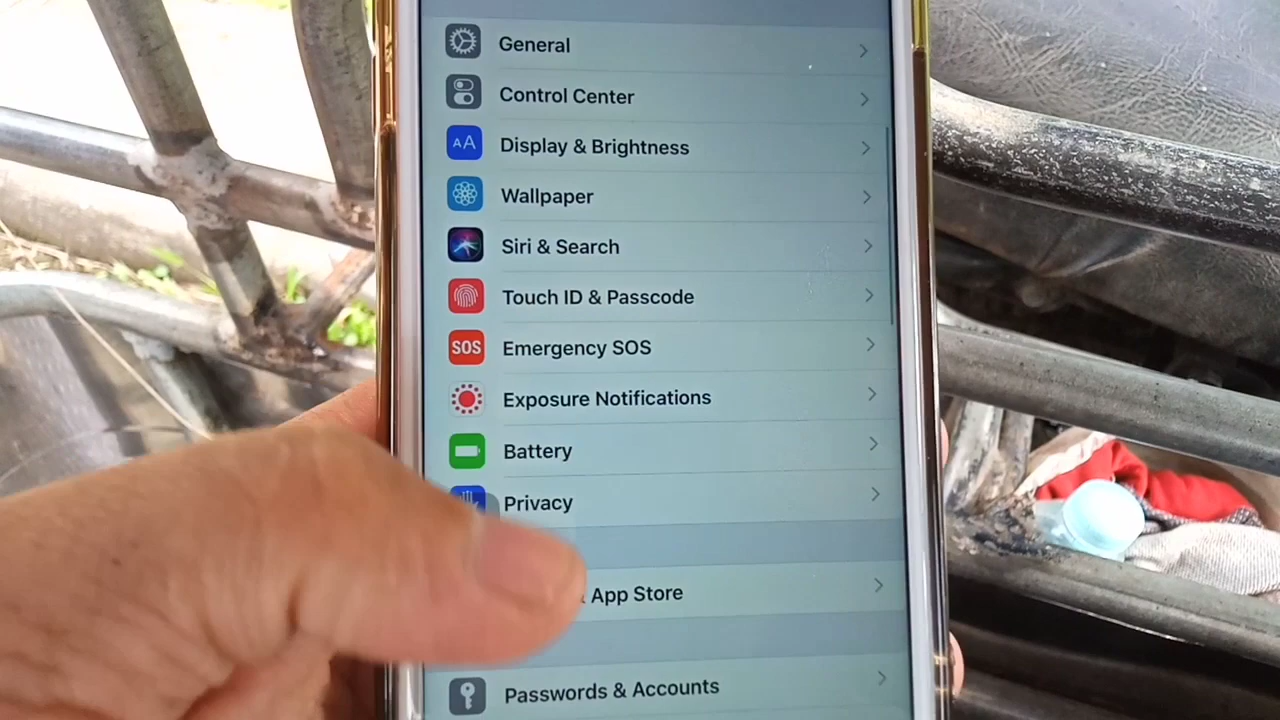 General
Control Center
AA Display & Brightness
Wallpaper
Siri & Search
Touch ID & Passcode
SOS Emergency SOS
Exposure Notifications
Battery
Privacy
App Store
Passwords & Accounts